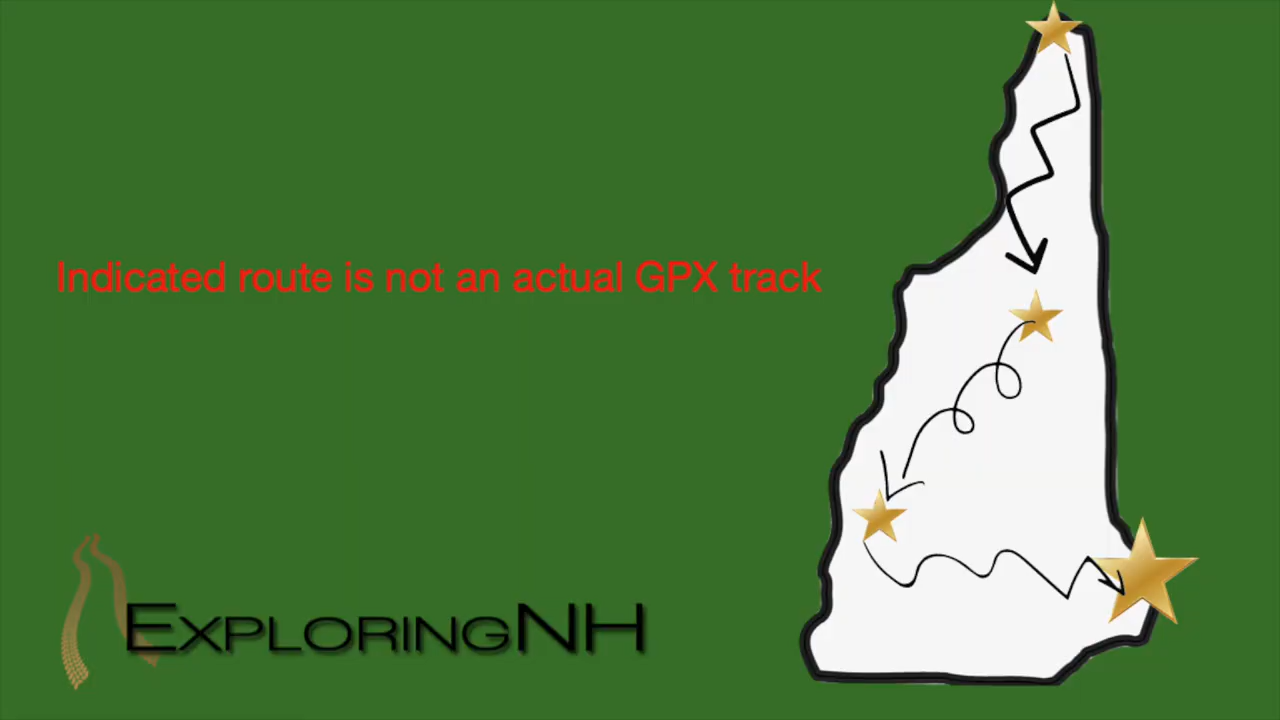 Indicated route is not an actual GPX track
EXPLORINGNH